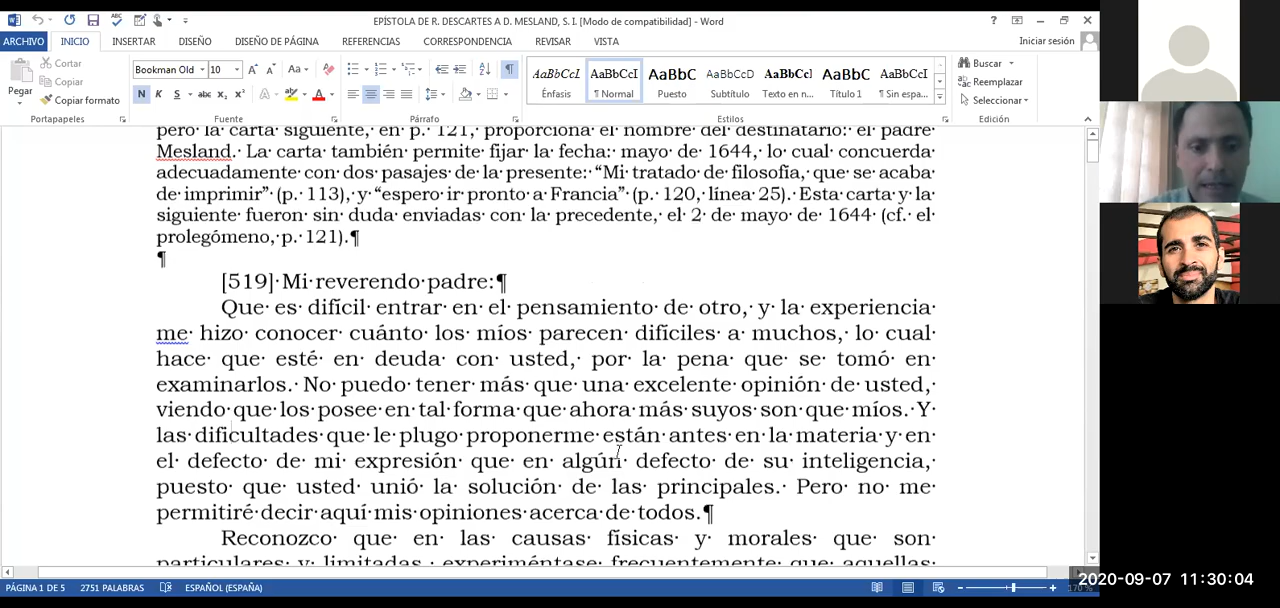 EPÍSTOLA DE R. DESCARTES A D. MESLAND, S. I. [Modo de compatibilidad] - Word
ARCHIVO INICIO INSERTAR DISEÑO DISEÑO DE PÁGINA REFERENCIAS CORRESPONDENCIA REVISAR VISTA Iniciar sesión
Pegar
Cortar
Copiar
Copiar formato
Portapapeles
Bookman Old 10
Fuente
Párrafo
AaBbCcI AaBbCcI AaBbC AaBbCcD AaBbCcI AaBbC AaBbCcI
Énfasis ¶ Normal Puesto Subtítulo Texto en n... Título 1 ¶ Sin espa...
Estilos
Buscar
Reemplazar
Seleccionar
Edición
pero la carta siguiente, en p. 121, proporciona el nombre del destinatario: el padre
Mesland. La carta también permite fijar la fecha: mayo de 1644, lo cual concuerda
adecuadamente con dos pasajes de la presente: “Mi tratado de filosofía, que se acaba
de imprimir” (p. 113), y “espero ir pronto a Francia” (p. 120, línea 25). Esta carta y la
siguiente fueron sin duda enviadas con la precedente, el 2 de mayo de 1644 (cf. el
prolegómeno, p. 121).¶
¶
[519] Mi reverendo padre:¶
Que es difícil entrar en el pensamiento de otro, y la experiencia
me hizo conocer cuánto los míos parecen difíciles a muchos, lo cual
hace que esté en deuda con usted, por la pena que se tomó en
examinarlos. No puedo tener más que una excelente opinión de usted,
viendo que los posee en tal forma que ahora más suyos son que míos. Y
las dificultades que le plugo proponerme están antes en la materia y en
el defecto de mi expresión que en algún defecto de su inteligencia,
puesto que usted unió la solución de las principales. Pero no me
permitiré decir aquí mis opiniones acerca de todos.¶
Reconozco que en las causas físicas y morales que son
particulares y limitadas, experiméntase frecuentemente que aquellas
PÁGINA 1 DE 5 2751 PALABRAS ESPAÑOL (ESPAÑA) 170 %
2020-09-07 11:30:04